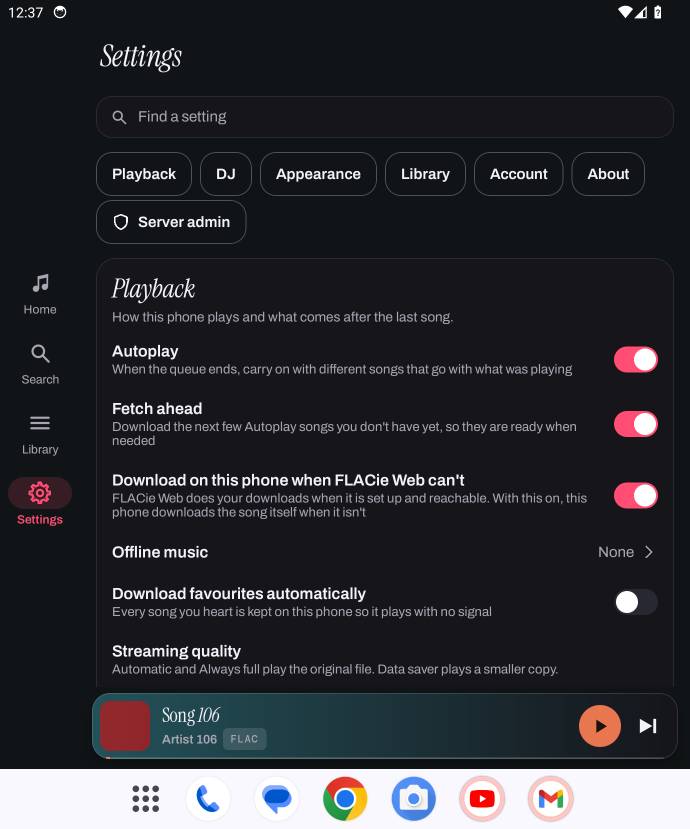 12:37
Settings
Find a setting
Playback
DJ
Appearance
Library
Account
About
Server admin
Home
Search
Library
Settings
Playback
How this phone plays and what comes after the last song.
Autoplay
When the queue ends, carry on with different songs that go with what was playing
Fetch ahead
Download the next few Autoplay songs you don't have yet, so they are ready when
needed
Download on this phone when FLACie Web can't
FLACie Web does your downloads when it is set up and reachable. With this on, this
phone downloads the song itself when it isn't
Offline music
None
Download favourites automatically
Every song you heart is kept on this phone so it plays with no signal
Streaming quality
Automatic and Always full play the original file. Data saver plays a smaller copy.
Song 106
Artist 106
FLAC